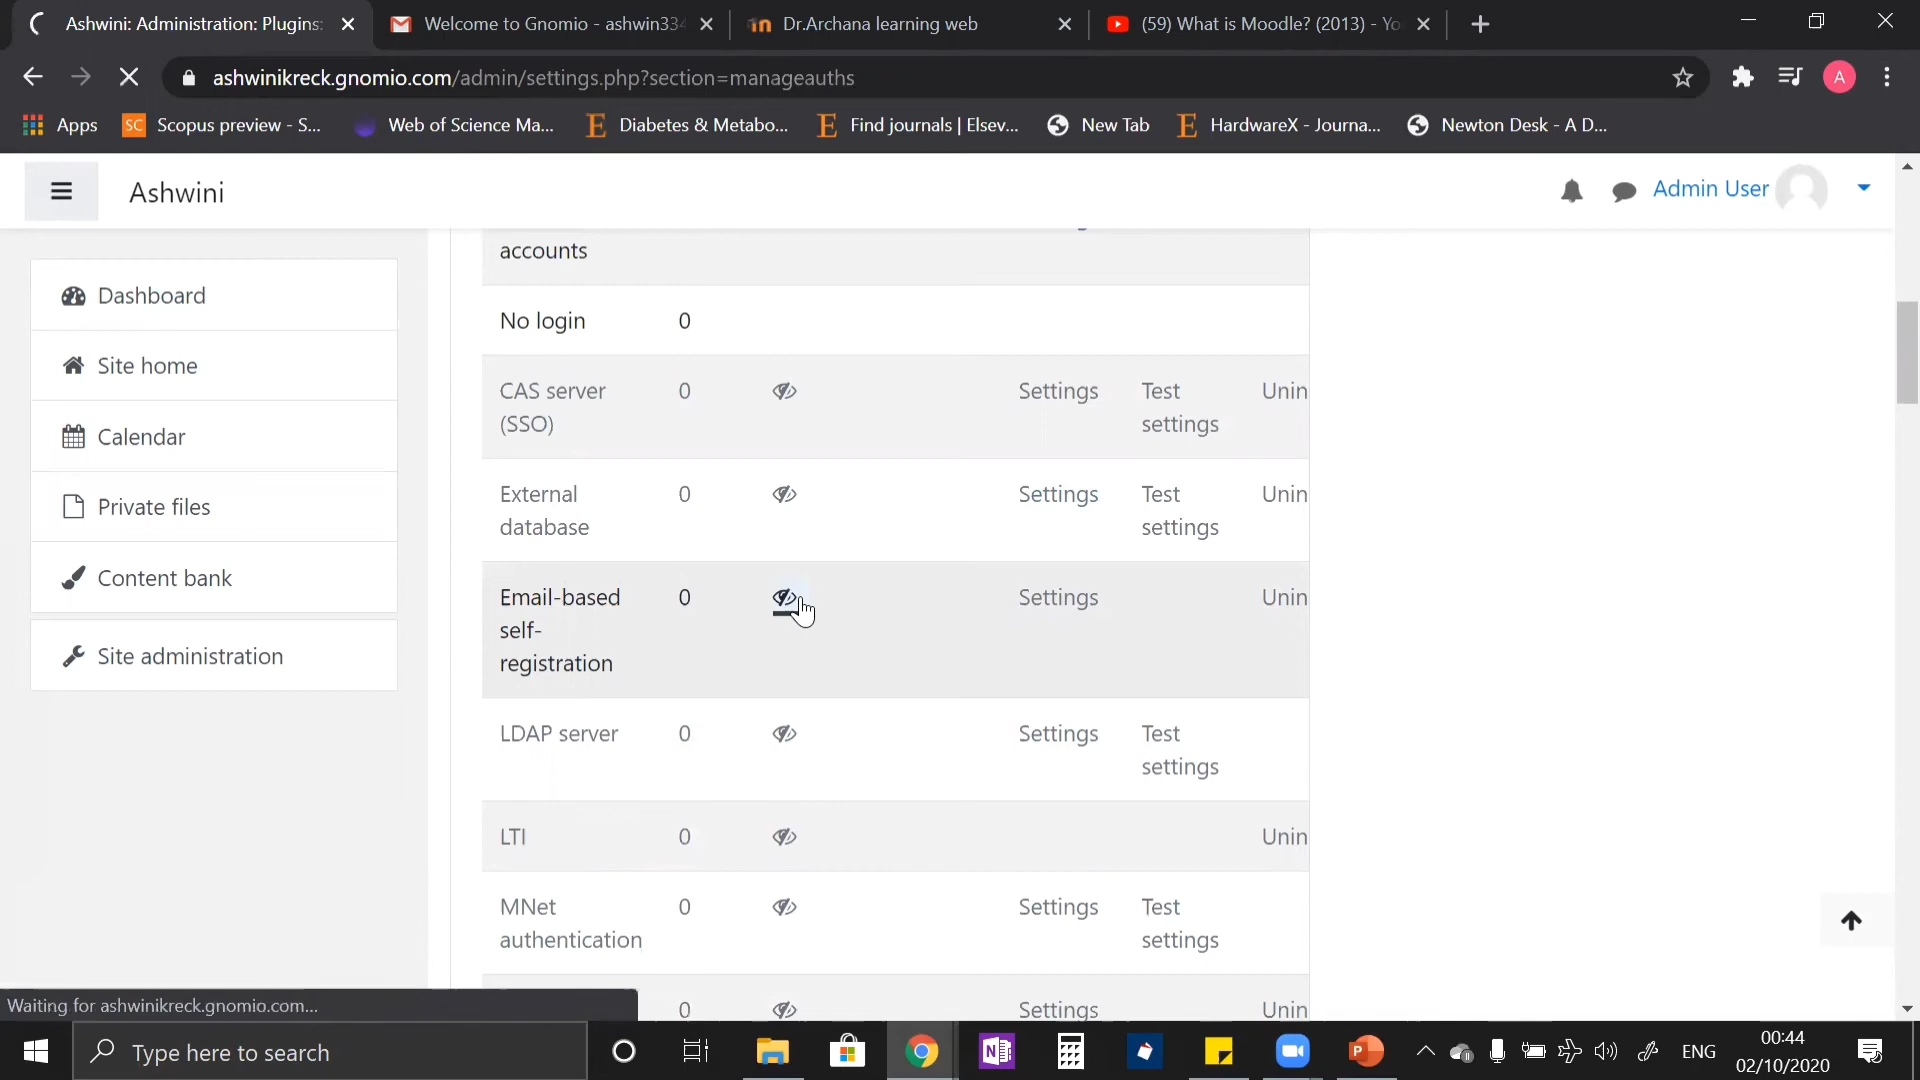 Ashwini: Administration: Plugins:
Welcome to Gnomio - ashwin334
Dr.Archana learning web
(59) What is Moodle? (2013) - Yo
ashwinikreck.gnomio.com/admin/settings.php?section=manageauths
A
Apps
SC Scopus preview - S...
Web of Science Ma...
E Diabetes & Metabo...
E Find journals | Elsev...
New Tab
E HardwareX - Journa...
Newton Desk - A D...
Ashwini
Admin User
Dashboard
Site home
Calendar
Private files
Content bank
Site administration
accounts
No login 0
CAS server (SSO) 0 Settings Test settings Unin
External database 0 Settings Test settings Unin
Email-based self-registration 0 Settings Unin
LDAP server 0 Settings Test settings
LTI 0 Unin
MNet authentication 0 Settings Test settings
0 Settings Unin
Waiting for ashwinikreck.gnomio.com...
Type here to search
ENG
00:44
02/10/2020